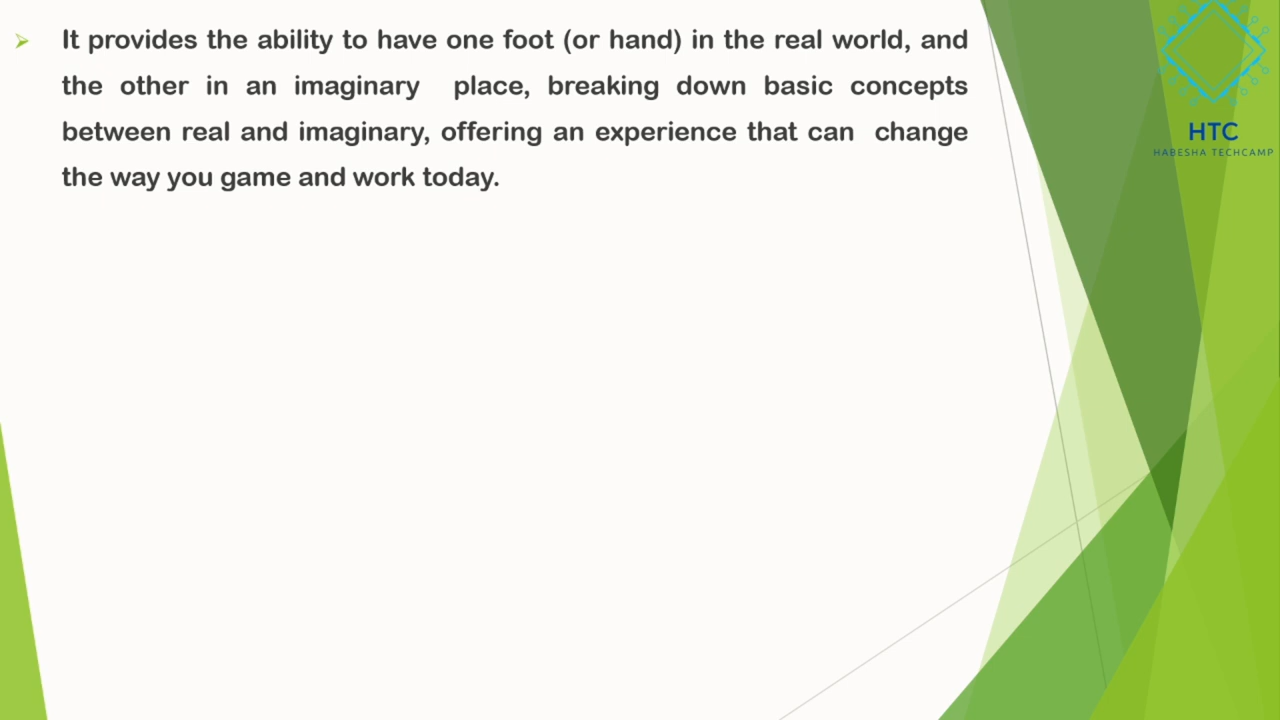 It provides the ability to have one foot (or hand) in the real world, and
the other in an imaginary place, breaking down basic concepts
between real and imaginary, offering an experience that can change
the way you game and work today.
HTC
HABESHA TECHCAMP